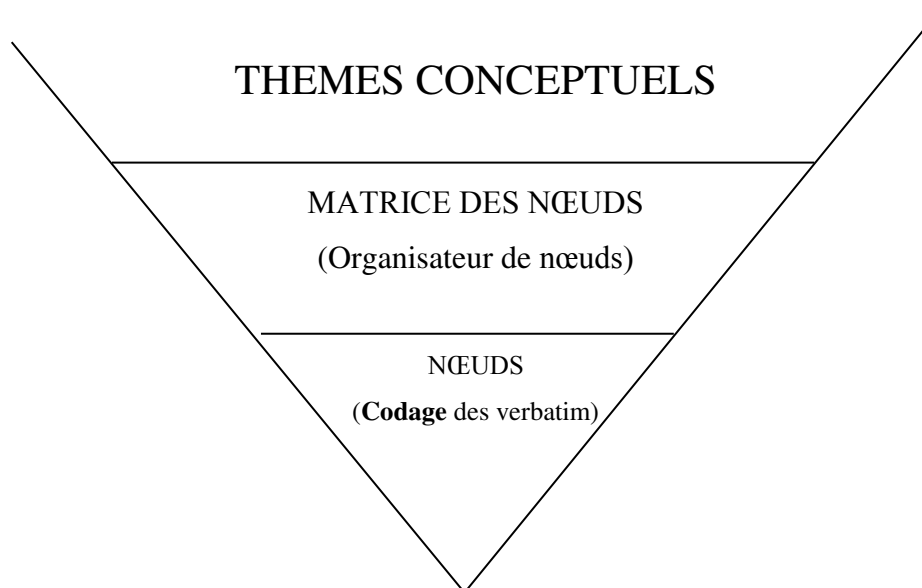 THEMES CONCEPTUELS
MATRICE DES NŒUDS
(Organisateur de nœuds)
NŒUDS
(Codage des verbatim)